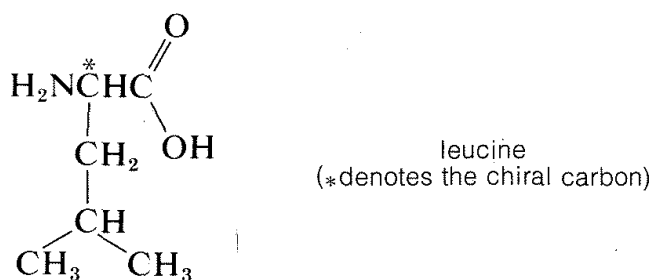 O
*
H₂NCHC
OH
CH₂
CH
CH₃ CH₃
leucine
(*denotes the chiral carbon)